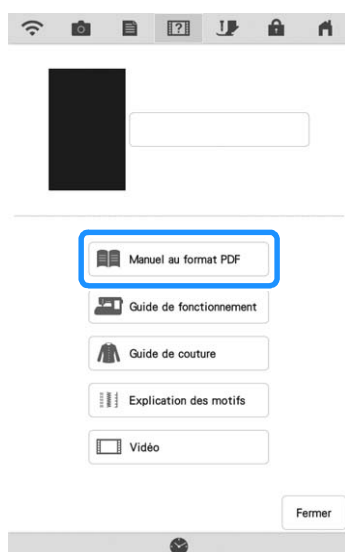 Manuel au format PDF
Guide de fonctionnement
Guide de couture
Explication des motifs
Vidéo
Fermer